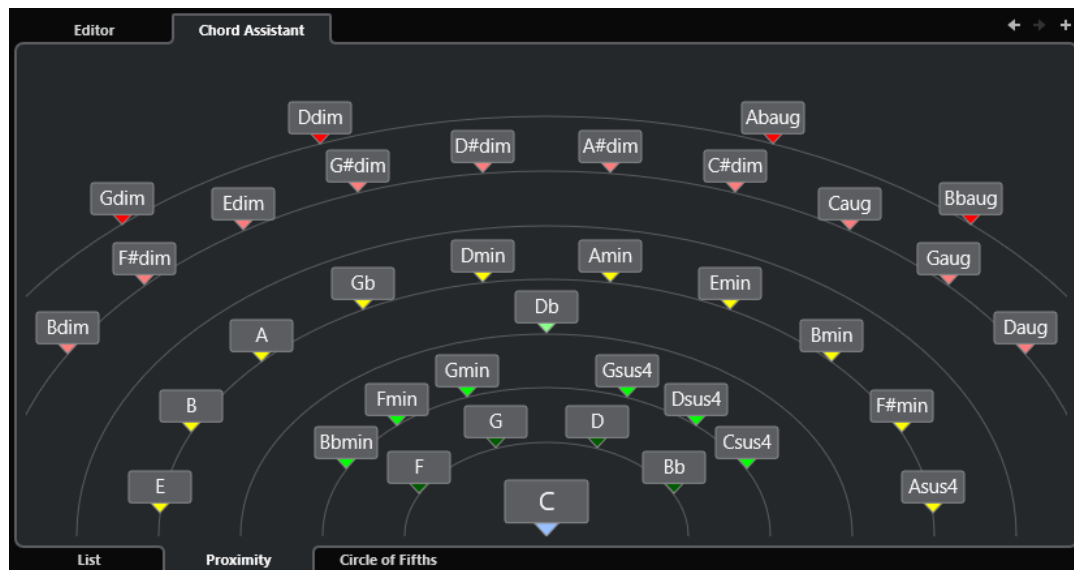 Editor
Chord Assistant
Ddim
Abaug
D#dim
A#dim
G#dim
C#dim
Gdim
Edim
Caug
Bbaug
F#dim
Dmin
Amin
Gaug
Gb
Emin
Db
Bdim
A
Bmin
Daug
Gmin
Gsus4
B
Fmin
Dsus4
F#min
G
D
Bbmin
Csus4
F
Bb
E
Asus4
C
List
Proximity
Circle of Fifths